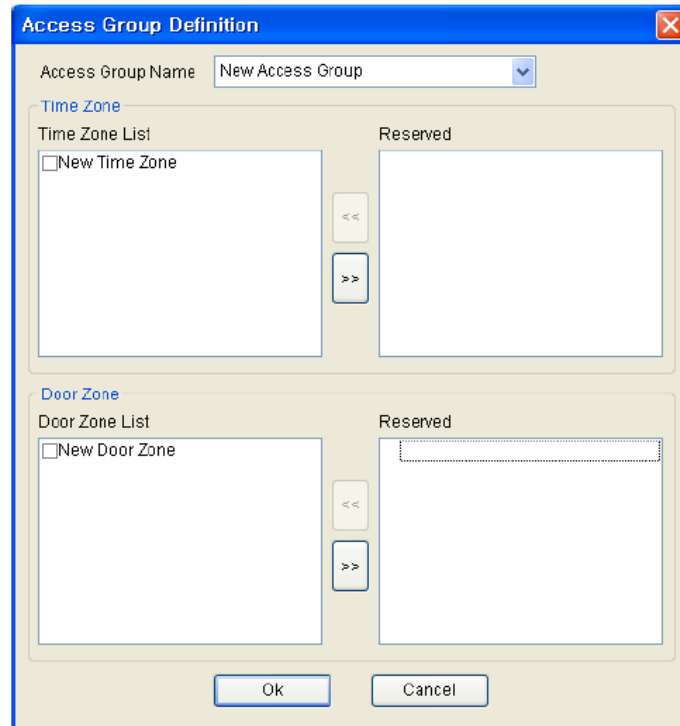 Access Group Definition
Access Group Name New Access Group
Time Zone
Time Zone List Reserved
New Time Zone
<<
>>
Door Zone
Door Zone List Reserved
New Door Zone
<<
>>
Ok Cancel